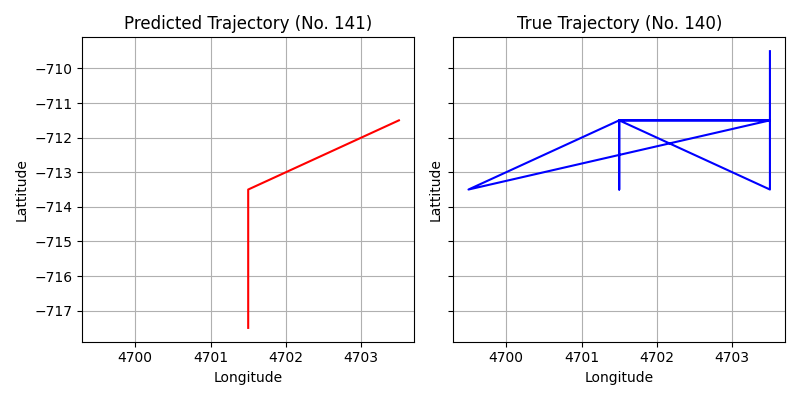 Predicted Trajectory (No. 141)
True Trajectory (No. 140)
Lattitude
−710
−711
−712
−713
−714
−715
−716
−717
4700
4701
4702
4703
Longitude
Lattitude
4700
4701
4702
4703
Longitude